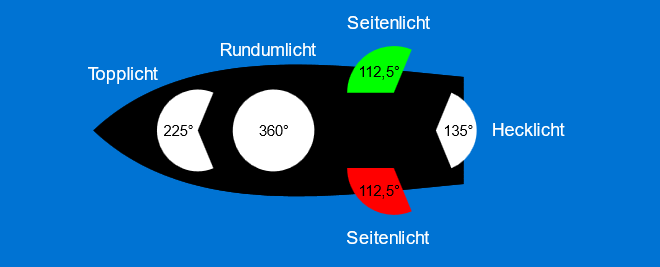 Seitenlicht
Rundumlicht
Topplicht
112,5°
225°
360°
135°
Hecklicht
112,5°
Seitenlicht